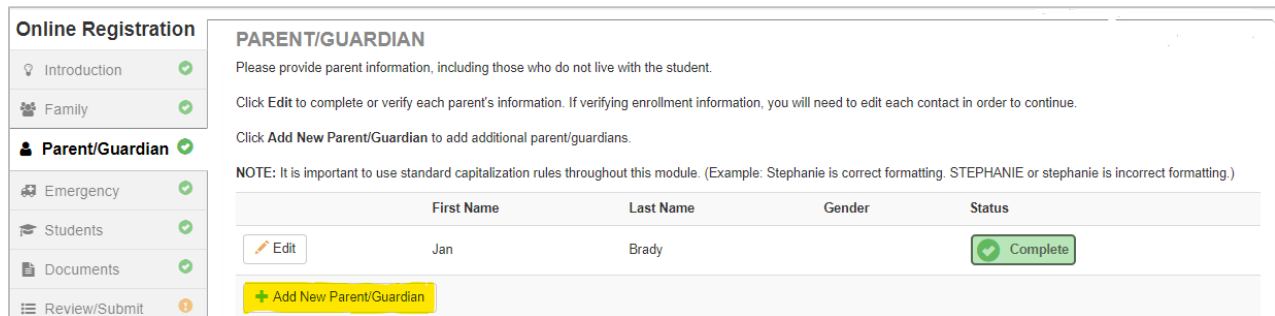 Online Registration
Introduction
Family
Parent/Guardian
Emergency
Students
Documents
Review/Submit
PARENT/GUARDIAN
Please provide parent information, including those who do not live with the student.
Click Edit to complete or verify each parent's information. If verifying enrollment information, you will need to edit each contact in order to continue.
Click Add New Parent/Guardian to add additional parent/guardians.
NOTE: It is important to use standard capitalization rules throughout this module. (Example: Stephanie is correct formatting. STEPHANIE or stephanie is incorrect formatting.)
First Name Last Name Gender Status
Edit Jan Brady Complete
Add New Parent/Guardian